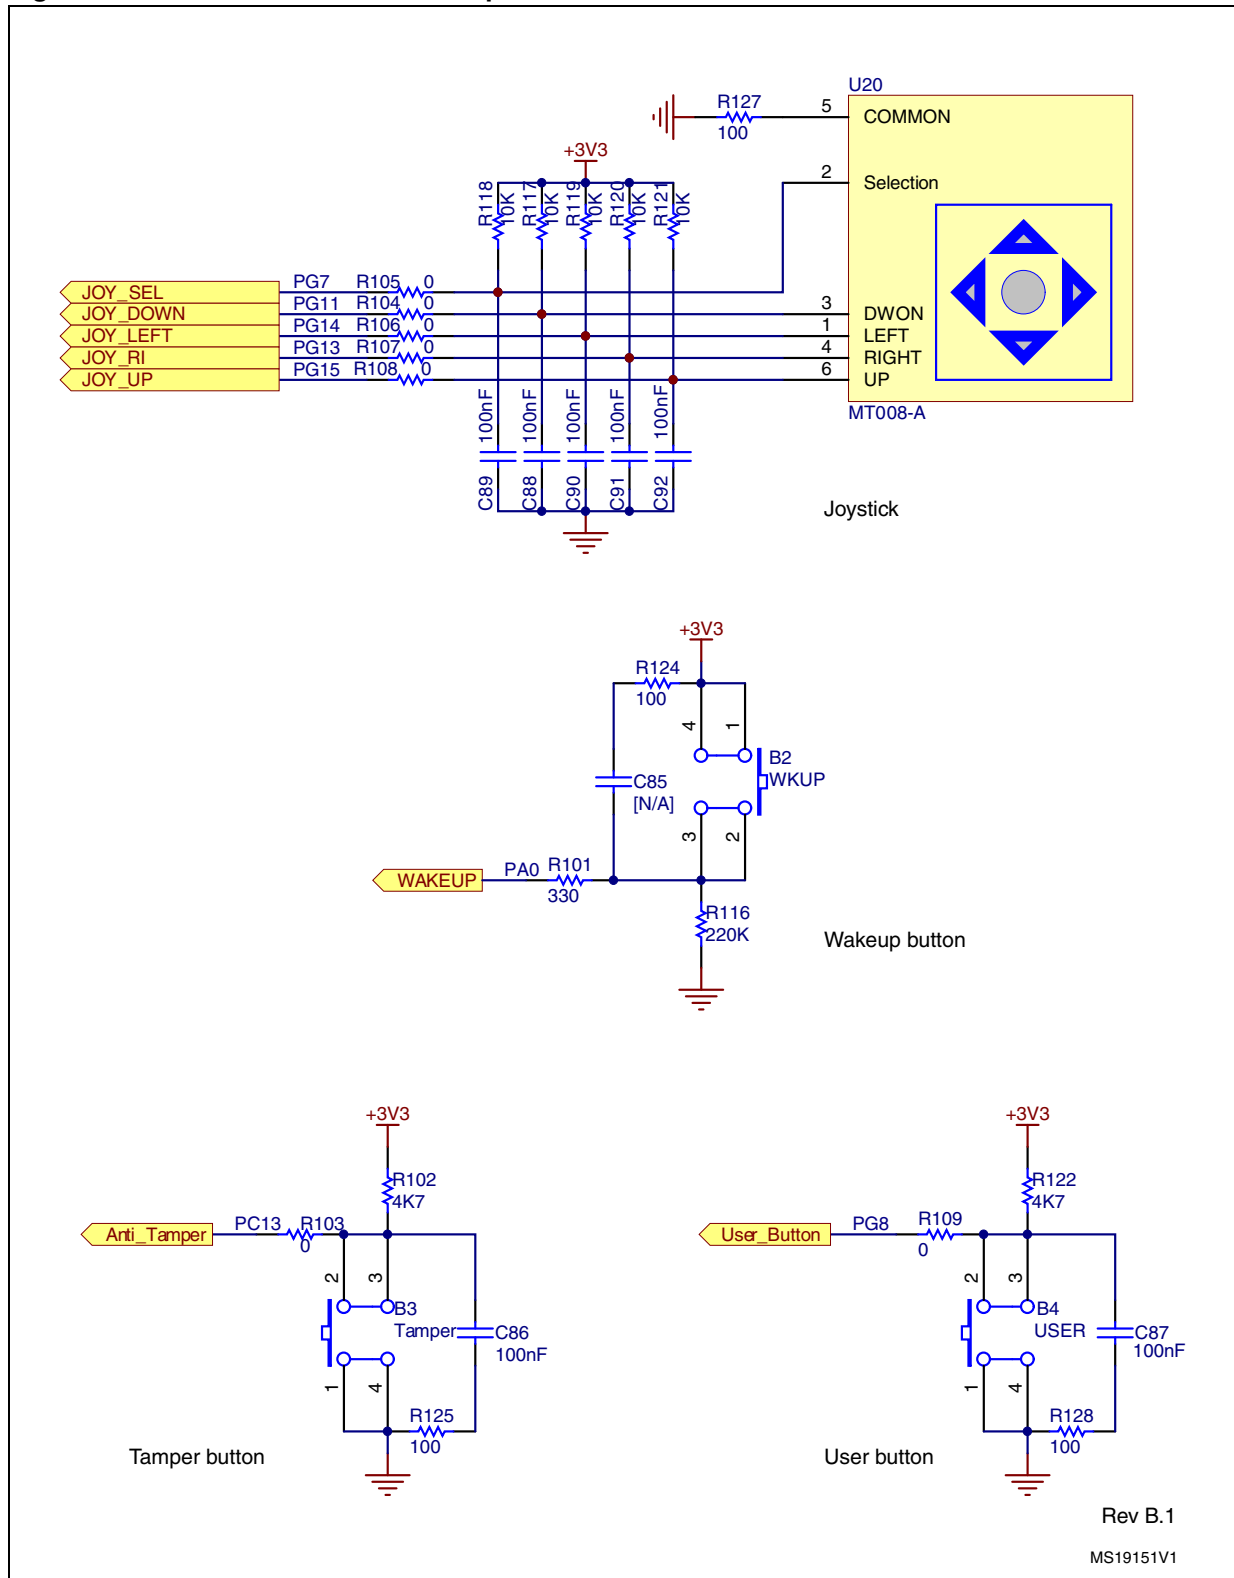 U20
R127
100
5
COMMON
+3V3
2
Selection
R118
10K
R117
10K
R119
10K
R120
10K
R121
10K
JOY_SEL
PG7
R105
0
JOY_DOWN
PG11
R104
0
3
DWON
JOY_LEFT
PG14
R106
0
1
LEFT
JOY_RI
PG13
R107
0
4
RIGHT
JOY_UP
PG15
R108
0
6
UP
MT008-A
100nF
100nF
100nF
100nF
100nF
C89
C88
C90
C91
C92
Joystick
+3V3
R124
100
4
1
B2
WKUP
C85
[N/A]
3
2
WAKEUP
PA0
R101
330
R116
220K
Wakeup button
+3V3
R102
4K7
Anti_Tamper
PC13
R103
0
2
3
B3
Tamper
C86
100nF
1
4
R125
100
Tamper button
+3V3
R122
4K7
User_Button
PG8
R109
0
2
3
B4
USER
C87
100nF
1
4
R128
100
User button
Rev B.1
MS19151V1